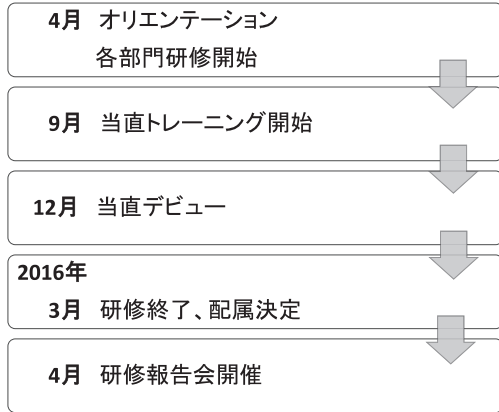 4月 オリエンテーション
各部門研修開始
9月 当直トレーニング開始
12月 当直デビュー
2016年
3月 研修終了、配属決定
4月 研修報告会開催